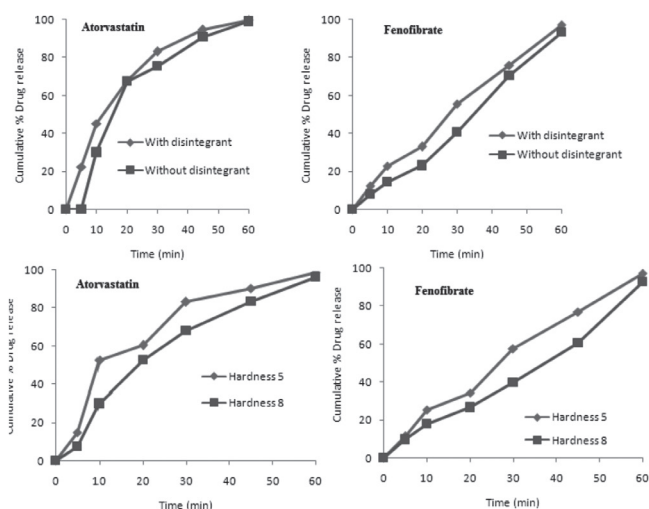 Atorvastatin
Cumulative % Drug release
100
80
60
40
20
0
With disintegrant
Without disintegrant
0 10 20 30 40 50 60
Time (min)
Fenofibrate
Cumulative % Drug release
100
80
60
40
20
0
With disintegrant
Without disintegrant
0 10 20 30 40 50 60
Time (min)
Atorvastatin
Drug release
100
80
60
40
20
0
Hardness 5
Hardness 8
0 10 20 30 40 50 60
Time (min)
Fenofibrate
Cumulative % Drug release
100
80
60
40
20
0
Hardness 5
Hardness 8
0 10 20 30 40 50 60
Time (min)